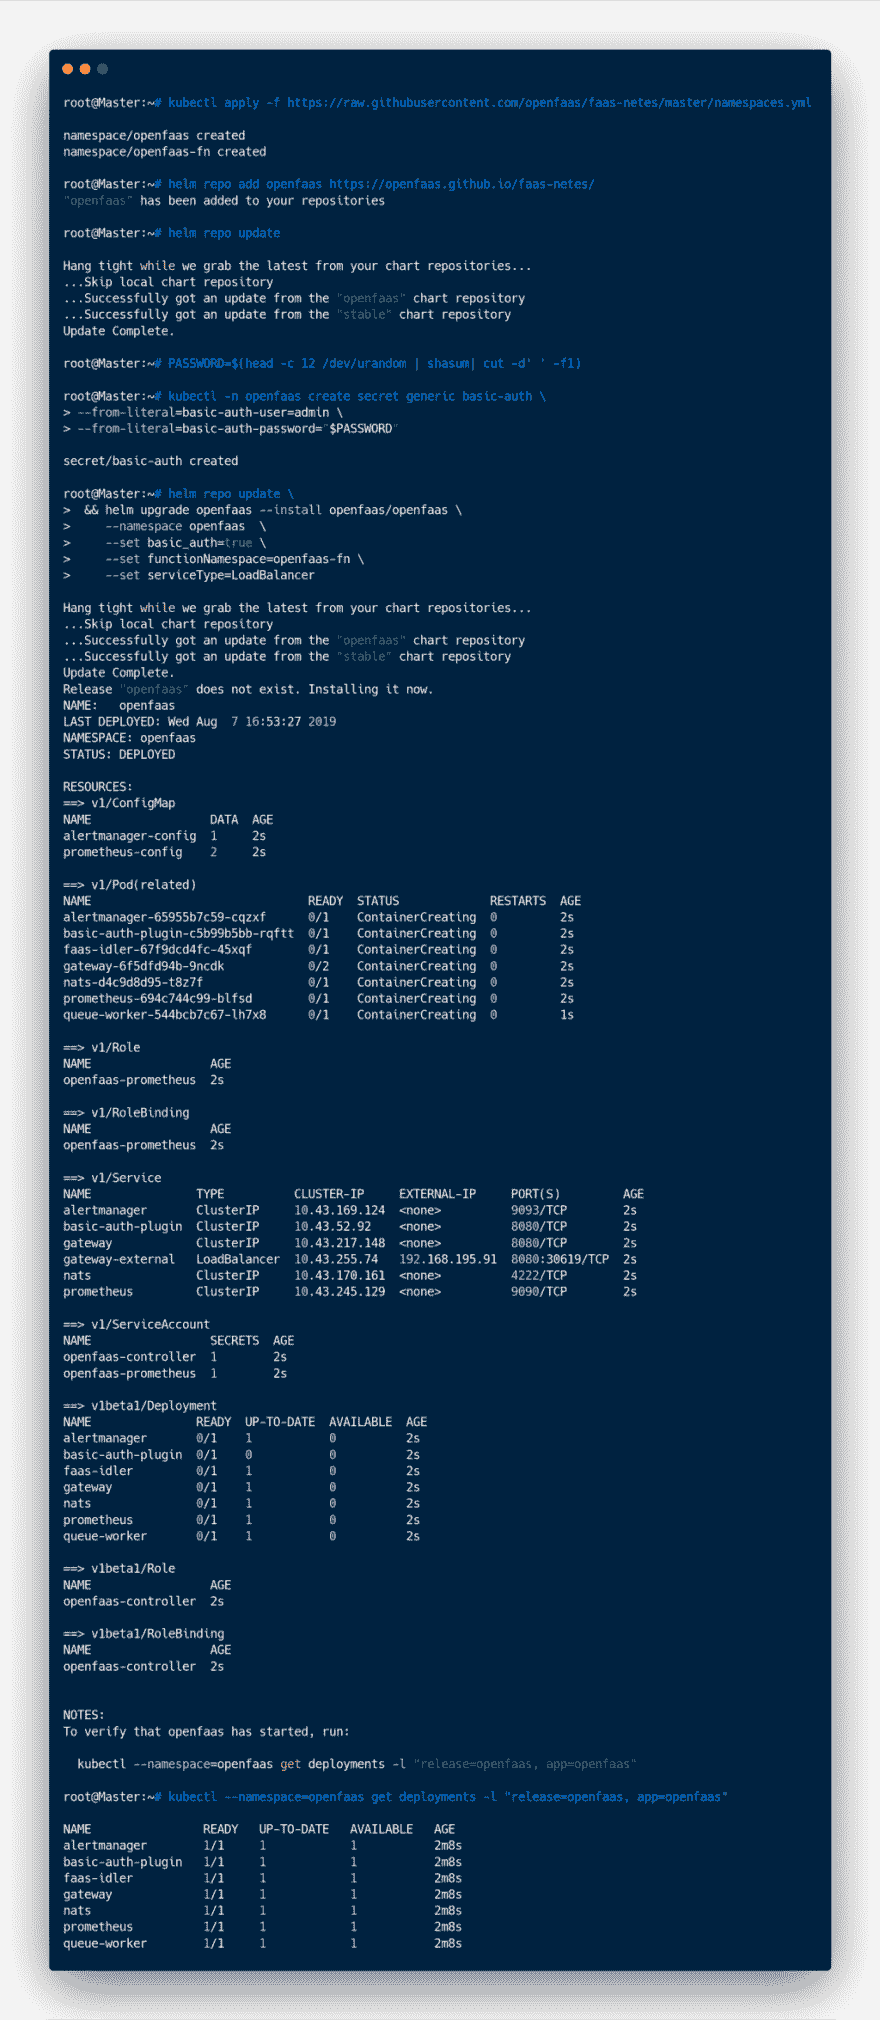 root@Master:~# kubectl apply -f https://raw.githubusercontent.com/openfaas/faas-netes/master/namespaces.yml
namespace/openfaas created
namespace/openfaas-fn created
root@Master:~# helm repo add openfaas https://openfaas.github.io/faas-netes/
"openfaas" has been added to your repositories
root@Master:~# helm repo update
Hang tight while we grab the latest from your chart repositories...
...Skip local chart repository
...Successfully got an update from the "openfaas" chart repository
...Successfully got an update from the "stable" chart repository
Update Complete.
root@Master:~# PASSWORD=$(head -c 12 /dev/urandom | shasum| cut -d' ' -f1)
root@Master:~# kubectl -n openfaas create secret generic basic-auth \
> --from-literal=basic-auth-user=admin \
> --from-literal=basic-auth-password="$PASSWORD"
secret/basic-auth created
root@Master:~# helm repo update \
>  && helm upgrade openfaas --install openfaas/openfaas \
>     --namespace openfaas  \
>     --set basic_auth=true \
>     --set functionNamespace=openfaas-fn \
>     --set serviceType=LoadBalancer
Hang tight while we grab the latest from your chart repositories...
...Skip local chart repository
...Successfully got an update from the "openfaas" chart repository
...Successfully got an update from the "stable" chart repository
Update Complete.
Release "openfaas" does not exist. Installing it now.
NAME:   openfaas
LAST DEPLOYED: Wed Aug  7 16:53:27 2019
NAMESPACE: openfaas
STATUS: DEPLOYED
RESOURCES:
==> v1/ConfigMap
NAME                 DATA  AGE
alertmanager-config  1     2s
prometheus-config    2     2s
==> v1/Pod(related)
NAME                               READY  STATUS             RESTARTS  AGE
alertmanager-65955b7c59-cqzxf      0/1    ContainerCreating  0         2s
basic-auth-plugin-c5b99b5bb-rqftt  0/1    ContainerCreating  0         2s
faas-idler-67f9dcd4fc-45xqf        0/1    ContainerCreating  0         2s
gateway-6f5dfd94b-9ncdk            0/2    ContainerCreating  0         2s
nats-d4c9d8d95-t8z7f               0/1    ContainerCreating  0         2s
prometheus-694c744c99-blfsd        0/1    ContainerCreating  0         2s
queue-worker-544bcb7c67-lh7x8      0/1    ContainerCreating  0         1s
==> v1/Role
NAME                 AGE
openfaas-prometheus  2s
==> v1/RoleBinding
NAME                 AGE
openfaas-prometheus  2s
==> v1/Service
NAME               TYPE          CLUSTER-IP     EXTERNAL-IP     PORT(S)         AGE
alertmanager       ClusterIP     10.43.169.124  <none>          9093/TCP        2s
basic-auth-plugin  ClusterIP     10.43.52.92    <none>          8080/TCP        2s
gateway            ClusterIP     10.43.217.148  <none>          8080/TCP        2s
gateway-external   LoadBalancer  10.43.255.74   192.168.195.91  8080:30619/TCP  2s
nats               ClusterIP     10.43.170.161  <none>          4222/TCP        2s
prometheus         ClusterIP     10.43.245.129  <none>          9090/TCP        2s
==> v1/ServiceAccount
NAME                 SECRETS  AGE
openfaas-controller  1        2s
openfaas-prometheus  1        2s
==> v1beta1/Deployment
NAME               READY  UP-TO-DATE  AVAILABLE  AGE
alertmanager       0/1    1           0          2s
basic-auth-plugin  0/1    0           0          2s
faas-idler         0/1    1           0          2s
gateway            0/1    1           0          2s
nats               0/1    1           0          2s
prometheus         0/1    1           0          2s
queue-worker       0/1    1           0          2s
==> v1beta1/Role
NAME                 AGE
openfaas-controller  2s
==> v1beta1/RoleBinding
NAME                 AGE
openfaas-controller  2s
NOTES:
To verify that openfaas has started, run:
  kubectl --namespace=openfaas get deployments -l "release=openfaas, app=openfaas"
root@Master:~# kubectl --namespace=openfaas get deployments -l "release=openfaas, app=openfaas"
NAME                READY   UP-TO-DATE   AVAILABLE   AGE
alertmanager        1/1     1            1           2m8s
basic-auth-plugin   1/1     1            1           2m8s
faas-idler          1/1     1            1           2m8s
gateway             1/1     1            1           2m8s
nats                1/1     1            1           2m8s
prometheus          1/1     1            1           2m8s
queue-worker        1/1     1            1           2m8s